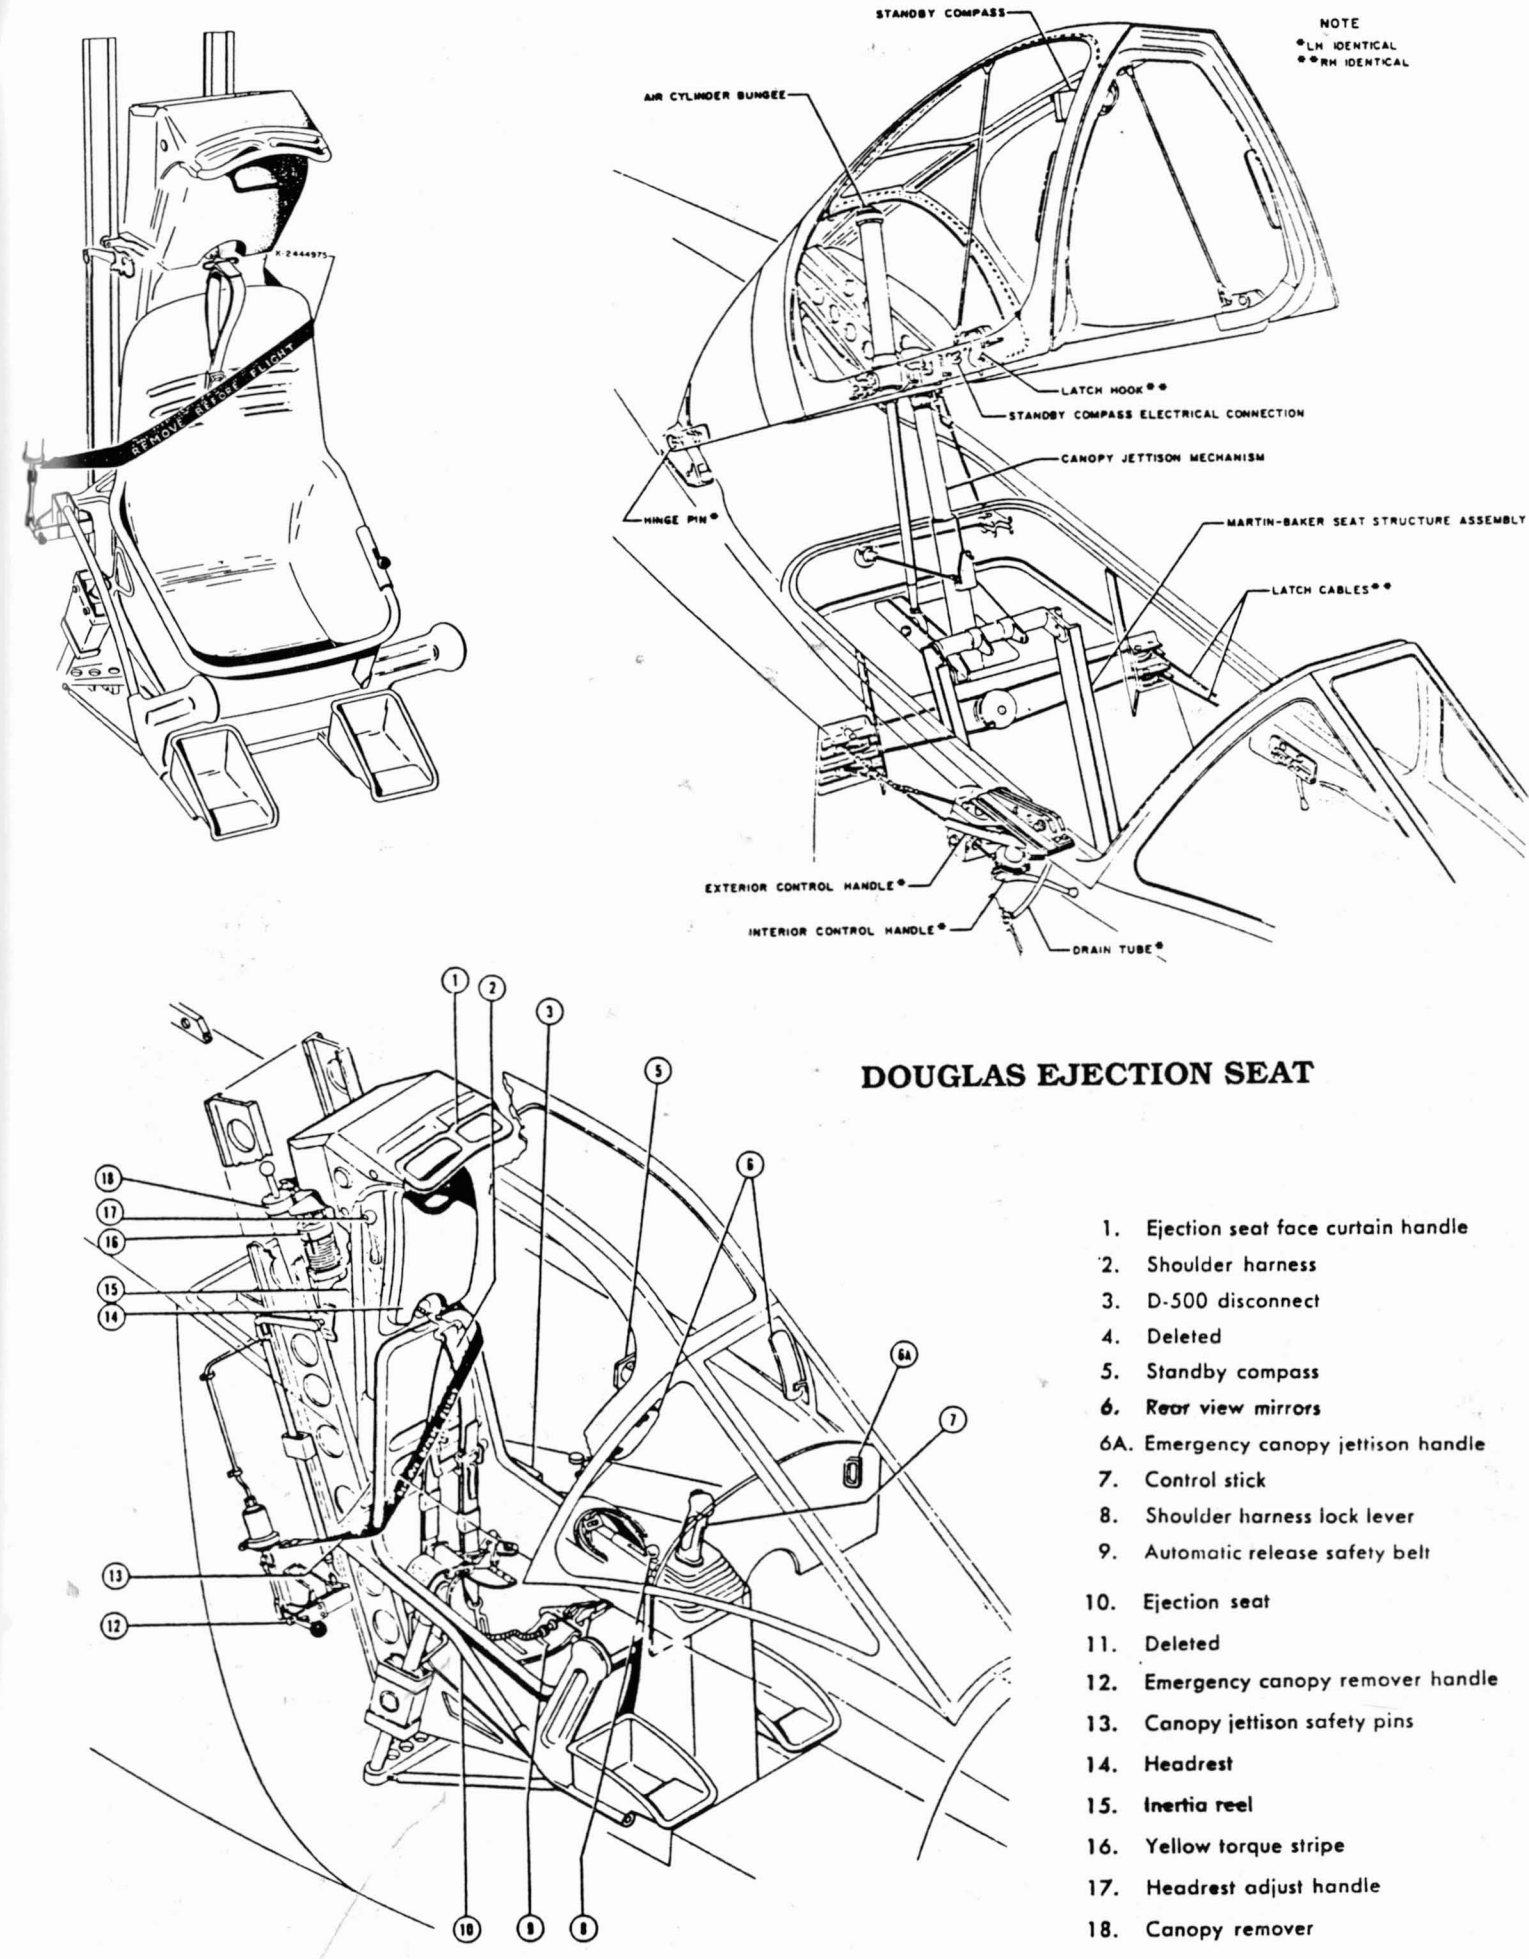 STANDBY COMPASS
NOTE
*LH IDENTICAL
**RH IDENTICAL
AIR CYLINDER BUNGEE
K-2444975
REMOVE BEFORE FLIGHT
LATCH HOOK**
STANDBY COMPASS ELECTRICAL CONNECTION
CANOPY JETTISON MECHANISM
HINGE PIN*
MARTIN-BAKER SEAT STRUCTURE ASSEMBLY
LATCH CABLES**
EXTERIOR CONTROL HANDLE*
INTERIOR CONTROL HANDLE*
DRAIN TUBE*
1
2
3
5
6
6A
7
18
17
16
15
14
13
12
10
9
8
DOUGLAS EJECTION SEAT
1. Ejection seat face curtain handle
2. Shoulder harness
3. D-500 disconnect
4. Deleted
5. Standby compass
6. Rear view mirrors
6A. Emergency canopy jettison handle
7. Control stick
8. Shoulder harness lock lever
9. Automatic release safety belt
10. Ejection seat
11. Deleted
12. Emergency canopy remover handle
13. Canopy jettison safety pins
14. Headrest
15. Inertia reel
16. Yellow torque stripe
17. Headrest adjust handle
18. Canopy remover